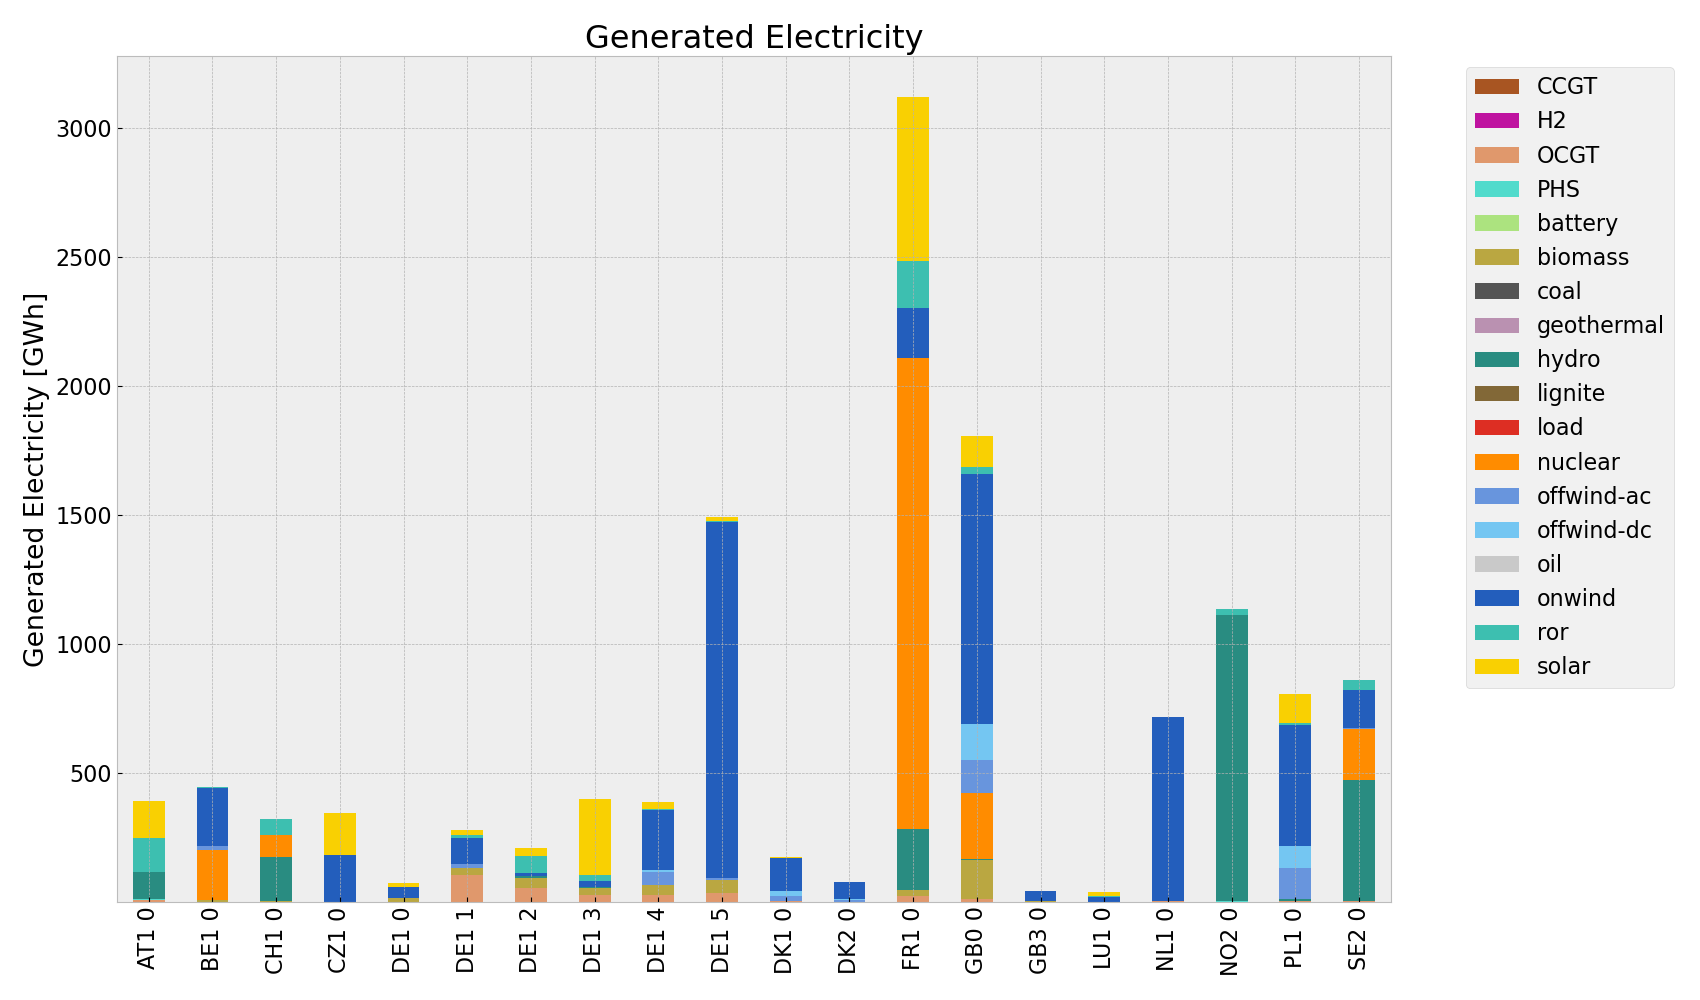 Generated Electricity
Generated Electricity [GWh]
3000
2500
2000
1500
1000
500
AT1 0
BE1 0
CH1 0
CZ1 0
DE1 0
DE1 1
DE1 2
DE1 3
DE1 4
DE1 5
DK1 0
DK2 0
FR1 0
GB0 0
GB3 0
LU1 0
NL1 0
NO2 0
PL1 0
SE2 0
CCGT
H2
OCGT
PHS
battery
biomass
coal
geothermal
hydro
lignite
load
nuclear
offwind-ac
offwind-dc
oil
onwind
ror
solar